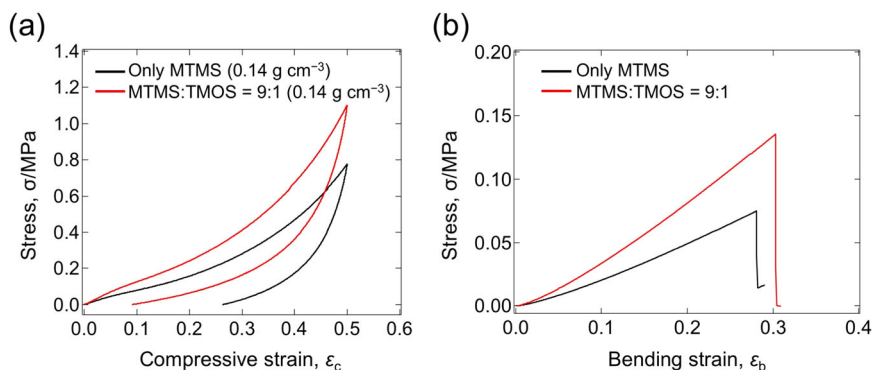 (a)
Stress, σ/MPa
1.4
1.2
1.0
0.8
0.6
0.4
0.2
0.0
Only MTMS (0.14 g cm⁻³)
MTMS:TMOS = 9:1 (0.14 g cm⁻³)
0.0 0.1 0.2 0.3 0.4 0.5 0.6
Compressive strain, εc
(b)
Stress, σ/MPa
0.20
0.15
0.10
0.05
0.00
Only MTMS
MTMS:TMOS = 9:1
0.0 0.1 0.2 0.3 0.4
Bending strain, εb